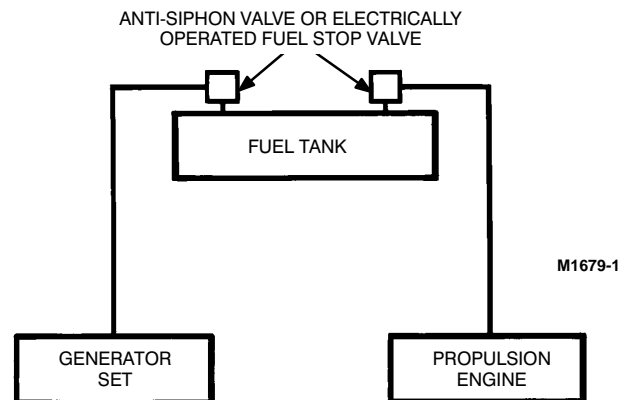 ANTI-SIPHON VALVE OR ELECTRICALLY
OPERATED FUEL STOP VALVE
FUEL TANK
M1679-1
GENERATOR
SET
PROPULSION
ENGINE